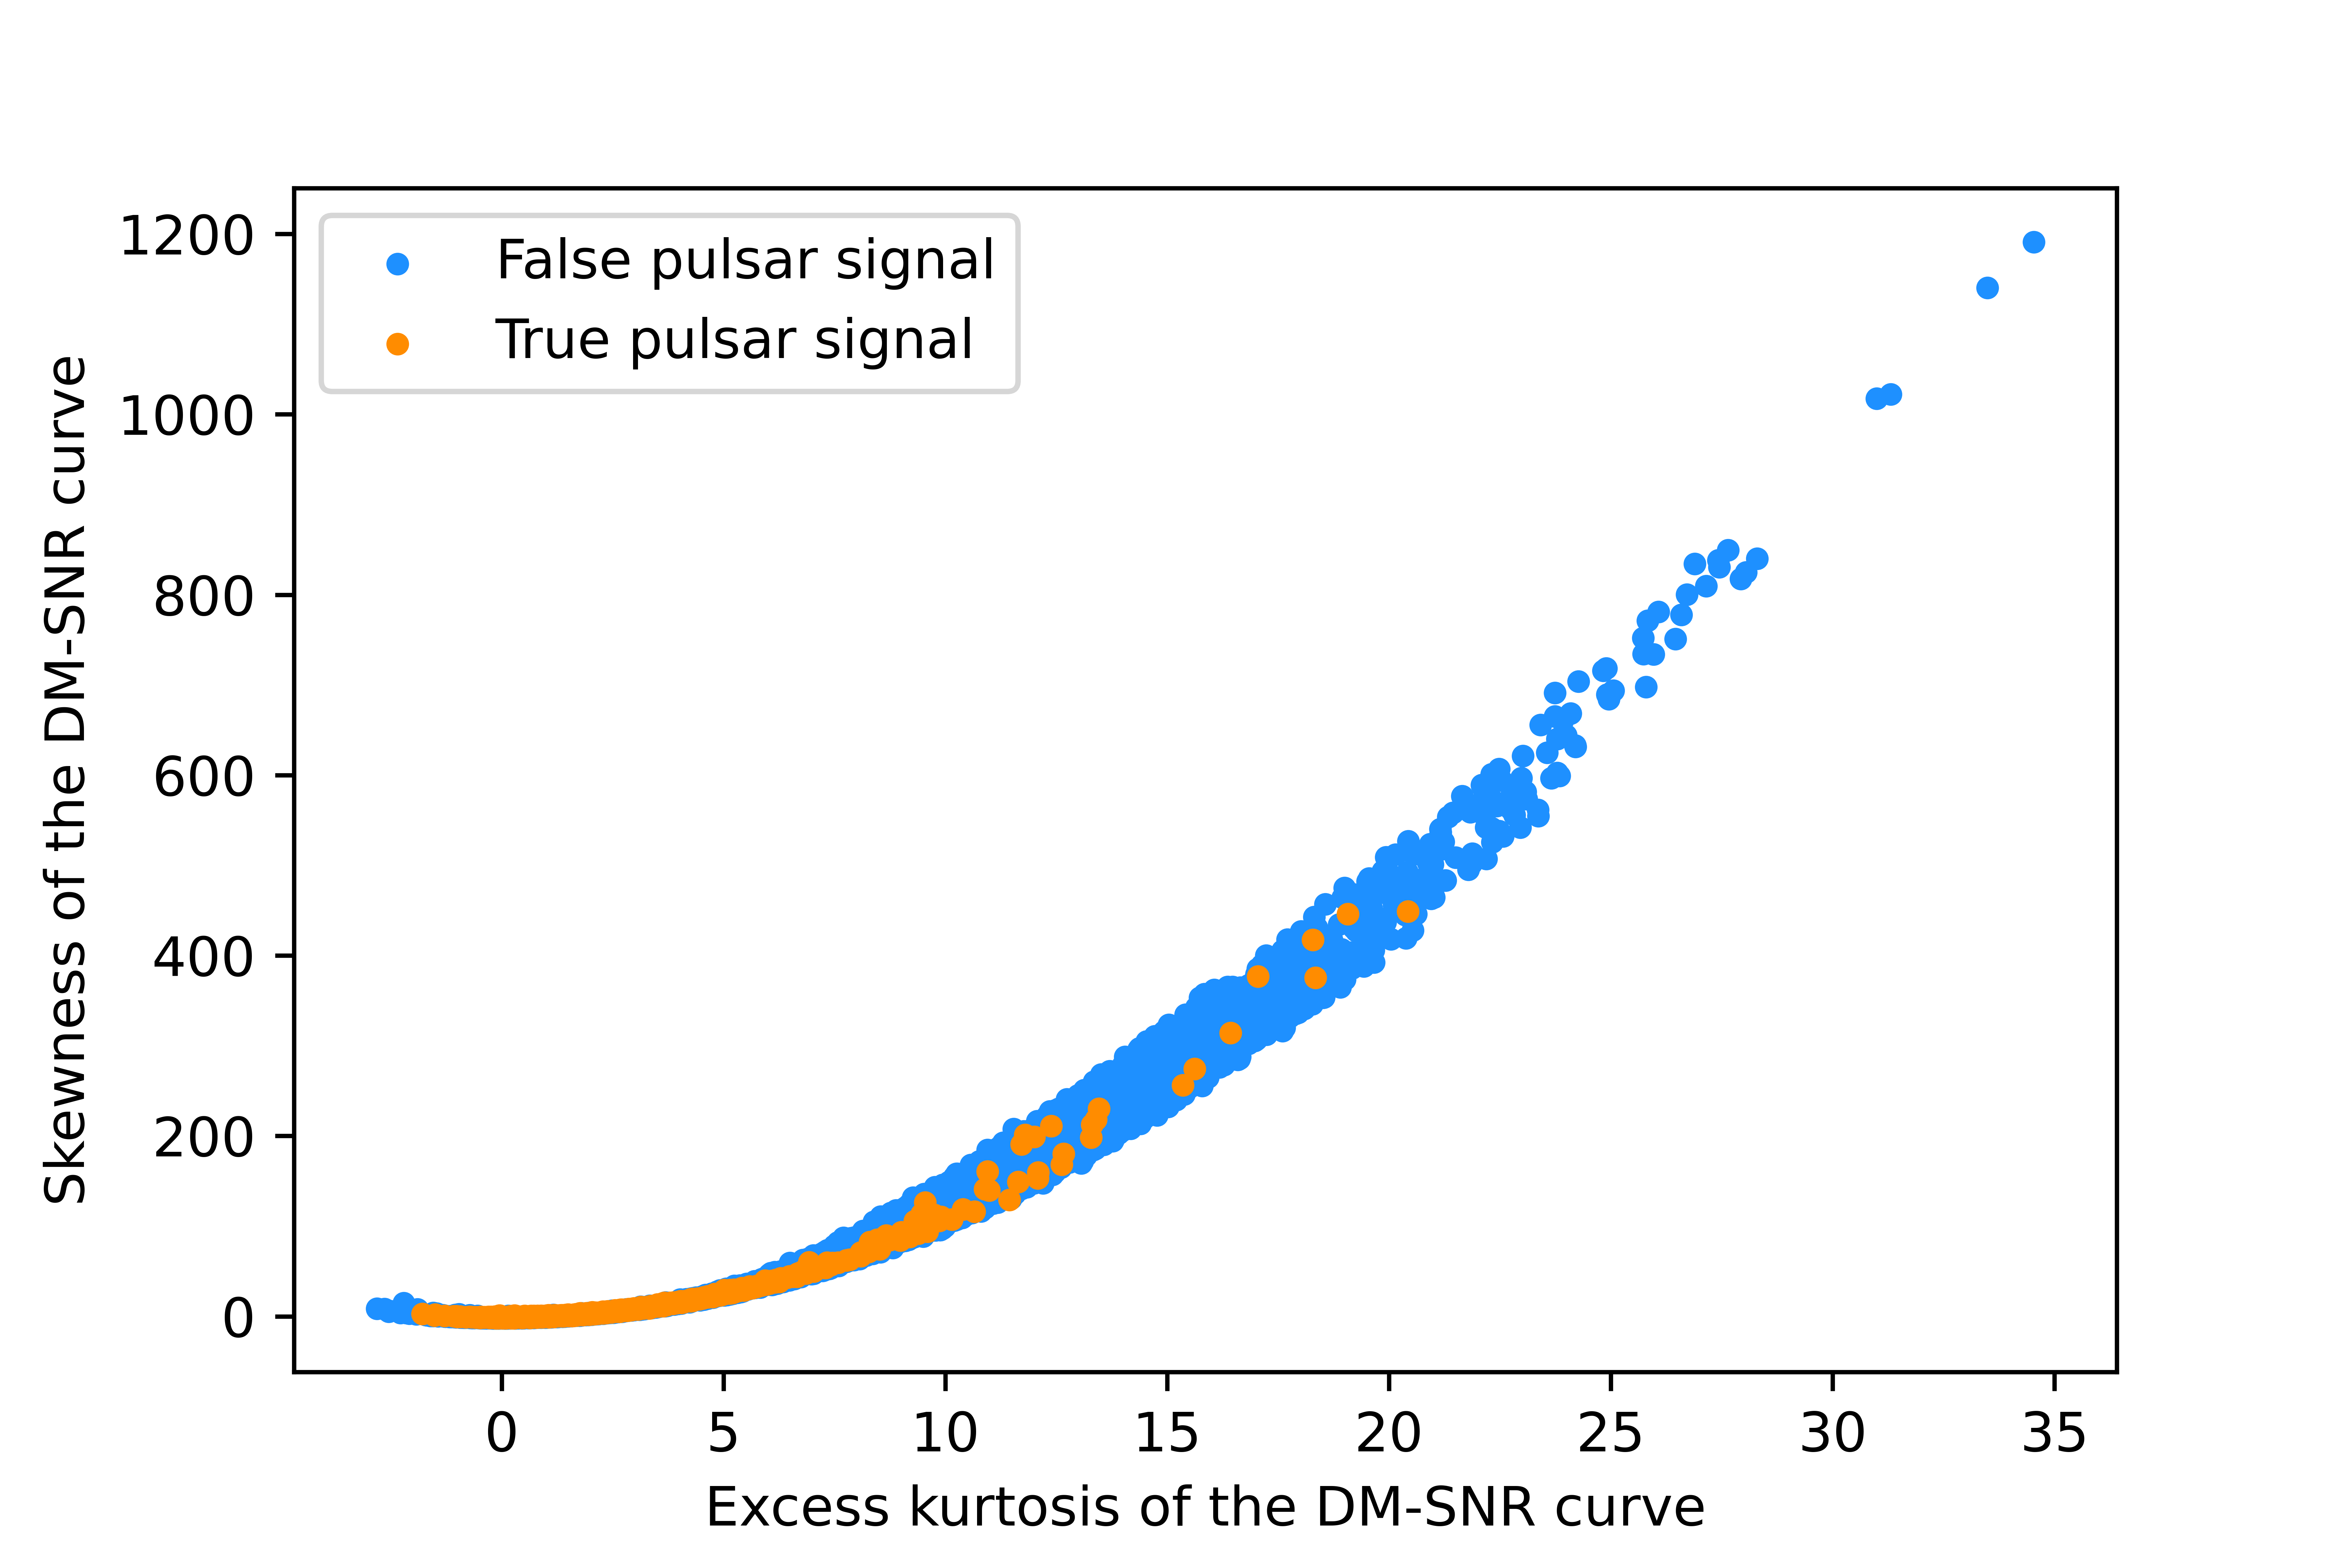 False pulsar signal
True pulsar signal
1200
1000
800
600
400
200
0
Skewness of the DM-SNR curve
0 5 10 15 20 25 30 35
Excess kurtosis of the DM-SNR curve